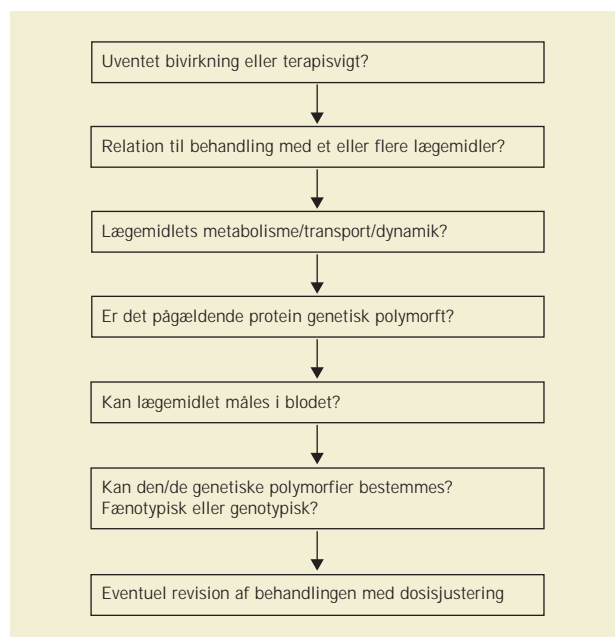 Uventet bivirkning eller terapisvigt?
Relation til behandling med et eller flere lægemidler?
Lægemidlets metabolisme/transport/dynamik?
Er det pågældende protein genetisk polymorft?
Kan lægemidlet måles i blodet?
Kan den/de genetiske polymorfier bestemmes?
Fænotypisk eller genotypisk?
Eventuel revision af behandlingen med dosisjustering